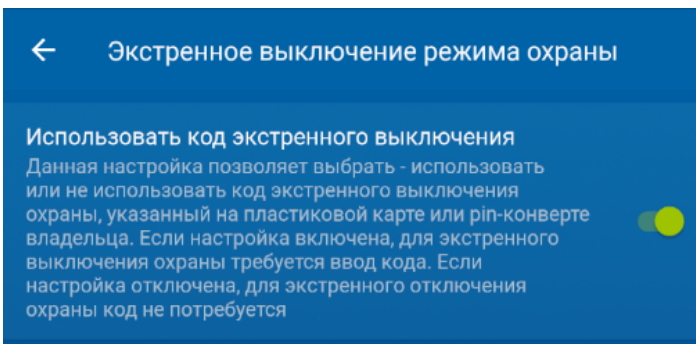 Экстренное выключение режима охраны
Использовать код экстренного выключения
Данная настройка позволяет выбрать - использовать
или не использовать код экстренного выключения
охраны, указанный на пластиковой карте или pin-конверте
владельца. Если настройка включена, для экстренного
выключения охраны требуется ввод кода. Если
настройка отключена, для экстренного отключения
охраны код не потребуется